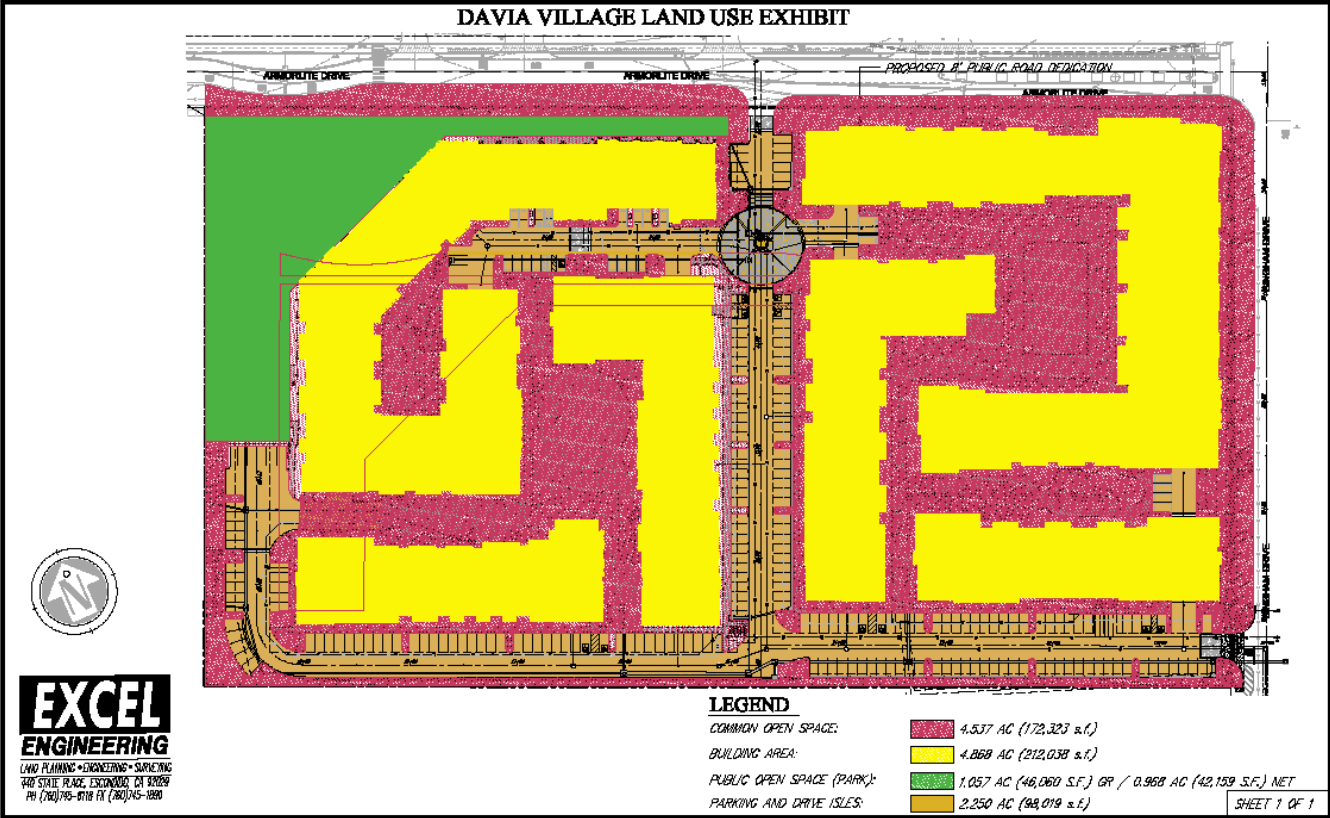 DAVIA VILLAGE LAND USE EXHIBIT
ARMORLITE DRIVE
ARMORLITE DRIVE
PROPOSED 8' PUBLIC ROAD DEDICATION
ARMORLITE DRIVE
N
EXCEL
ENGINEERING
LAND PLANNING • ENGINEERING • SURVEYING
440 STATE PLACE, ESCONDIDO, CA 92029
PH (760)745-8118 FX (760)745-1890
LEGEND
COMMON OPEN SPACE: 4.537 AC (172,323 s.f.)
BUILDING AREA: 4.868 AC (212,038 s.f.)
PUBLIC OPEN SPACE (PARK): 1.057 AC (46,060 S.F.) GR / 0.968 AC (42,159 S.F.) NET
PARKING AND DRIVE ISLES: 2.250 AC (98,019 s.f.)
SHEET 1 OF 1